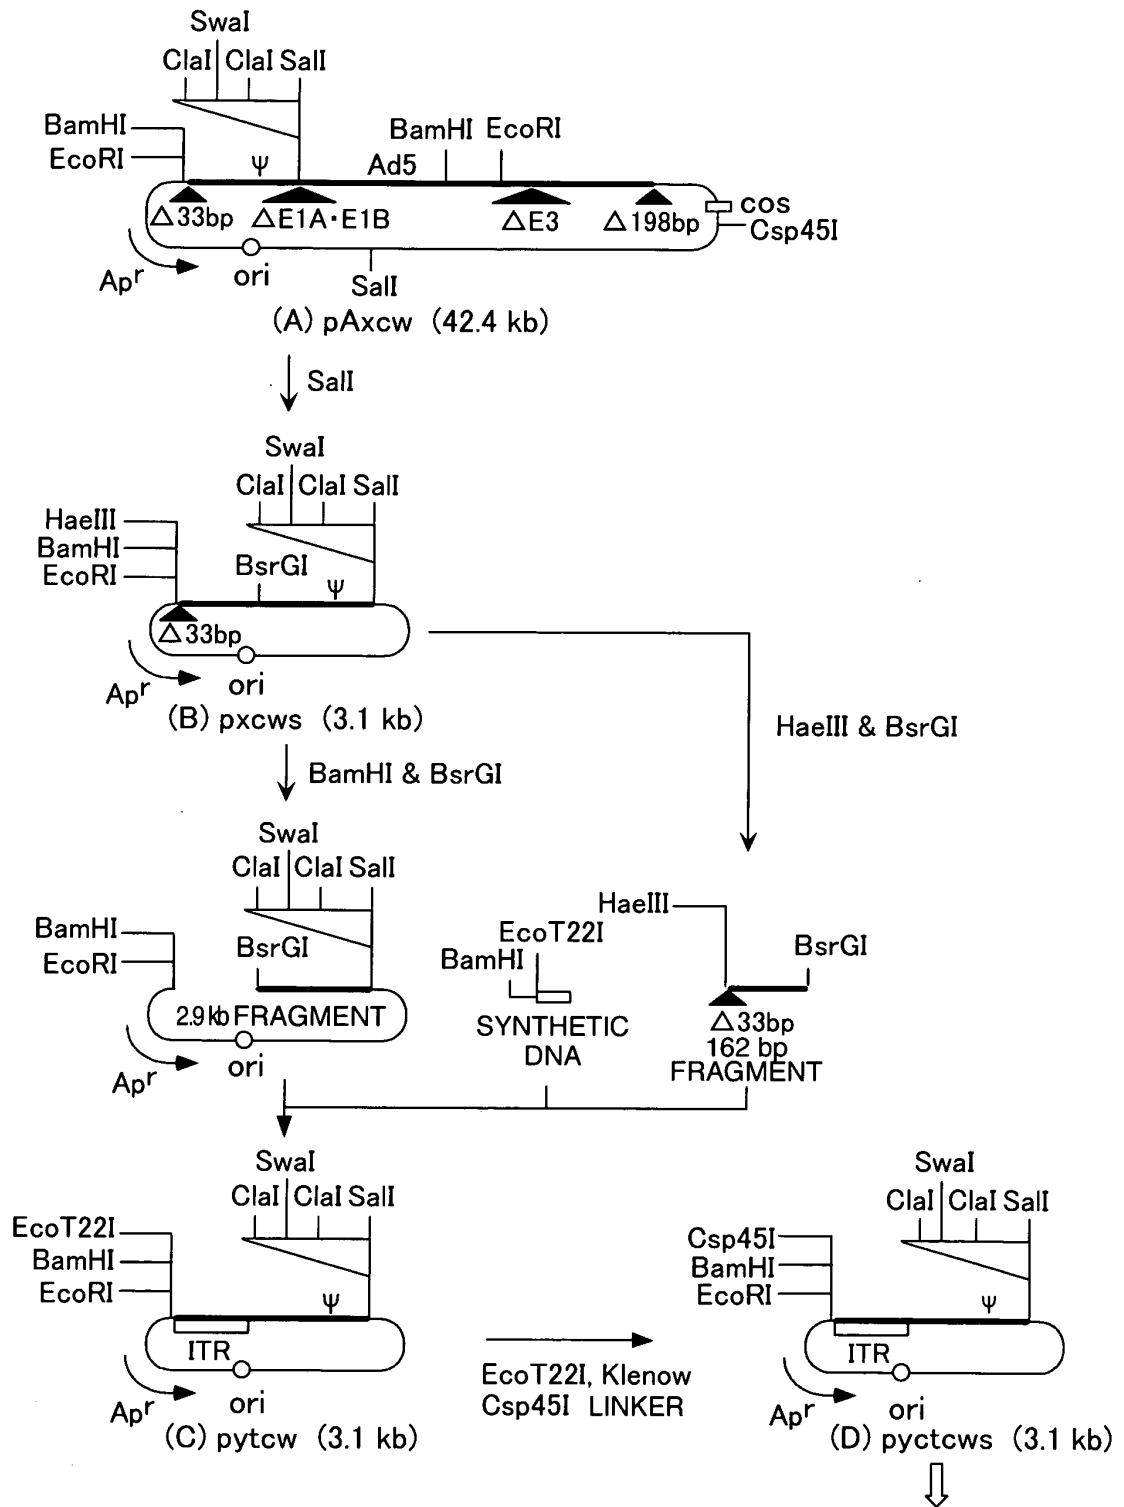 SwaI
ClaI ClaI SalI
BamHI
EcoRI
BamHI EcoRI
ψ
Ad5
△33bp
△E1A・E1B
△E3
△198bp
cos
Csp45I
Apr
ori
SalI
(A) pAxcw (42.4 kb)
SalI
SwaI
ClaI ClaI SalI
HaeIII
BamHI
EcoRI
BsrGI
ψ
△33bp
Apr
ori
(B) pxcws (3.1 kb)
HaeIII & BsrGI
BamHI & BsrGI
SwaI
ClaI ClaI SalI
BamHI
EcoRI
BsrGI
2.9kb FRAGMENT
Apr
ori
EcoT22I
BamHI
SYNTHETIC
DNA
HaeIII
BsrGI
△33bp
162 bp
FRAGMENT
SwaI
ClaI ClaI SalI
EcoT22I
BamHI
EcoRI
ψ
ITR
Apr
ori
(C) pytcw (3.1 kb)
EcoT22I, Klenow
Csp45I LINKER
SwaI
ClaI ClaI SalI
Csp45I
BamHI
EcoRI
ψ
ITR
Apr
ori
(D) pyctcws (3.1 kb)